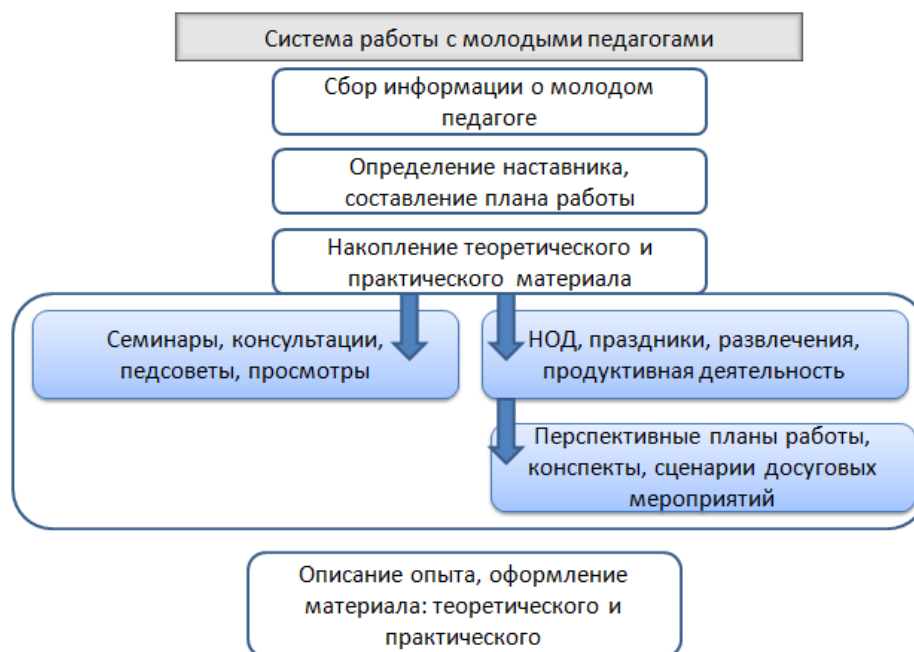 Система работы с молодыми педагогами
Сбор информации о молодом
педагоге
Определение наставника,
составление плана работы
Накопление теоретического и
практического материала
Семинары, консультации,
педсоветы, просмотры
НОД, праздники, развлечения,
продуктивная деятельность
Перспективные планы работы,
конспекты, сценарии досуговых
мероприятий
Описание опыта, оформление
материала: теоретического и
практического